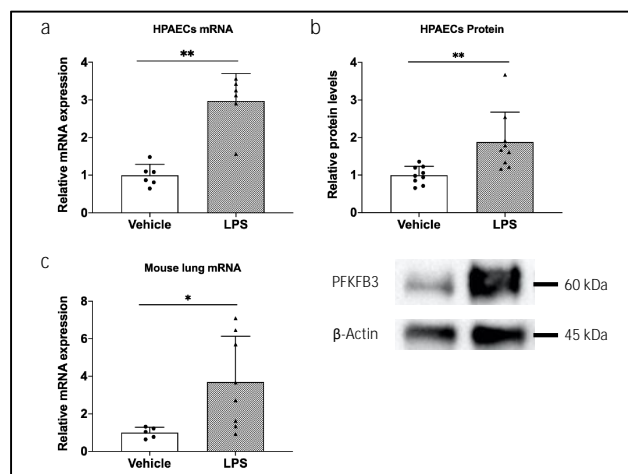 a
HPAECs mRNA
Relative mRNA expression
4
3
2
1
0
**
Vehicle
LPS
b
HPAECs Protein
Relative protein levels
4
3
2
1
0
**
Vehicle
LPS
PFKFB3
60 kDa
β-Actin
45 kDa
c
Mouse lung mRNA
Relative mRNA expression
8
6
4
2
0
*
Vehicle
LPS